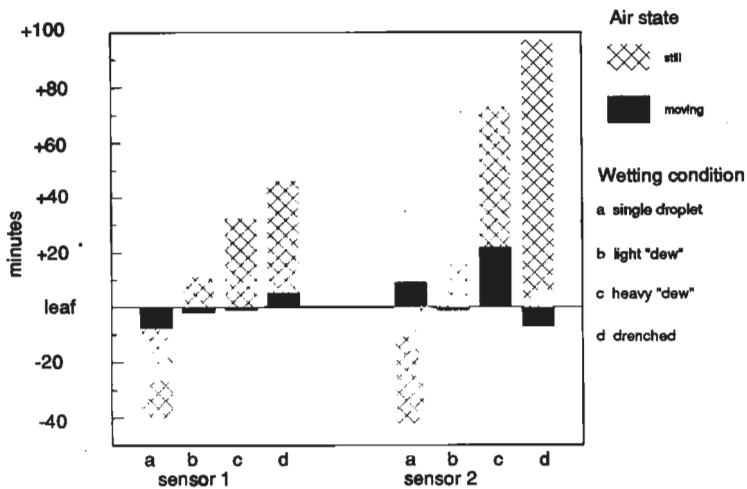 +100
+80
+60
+40
+20
leaf
-20
-40
minutes
a b c d a b c d
sensor 1 sensor 2
Air state
still
moving
Wetting condition
a single droplet
b light "dew"
c heavy "dew"
d drenched